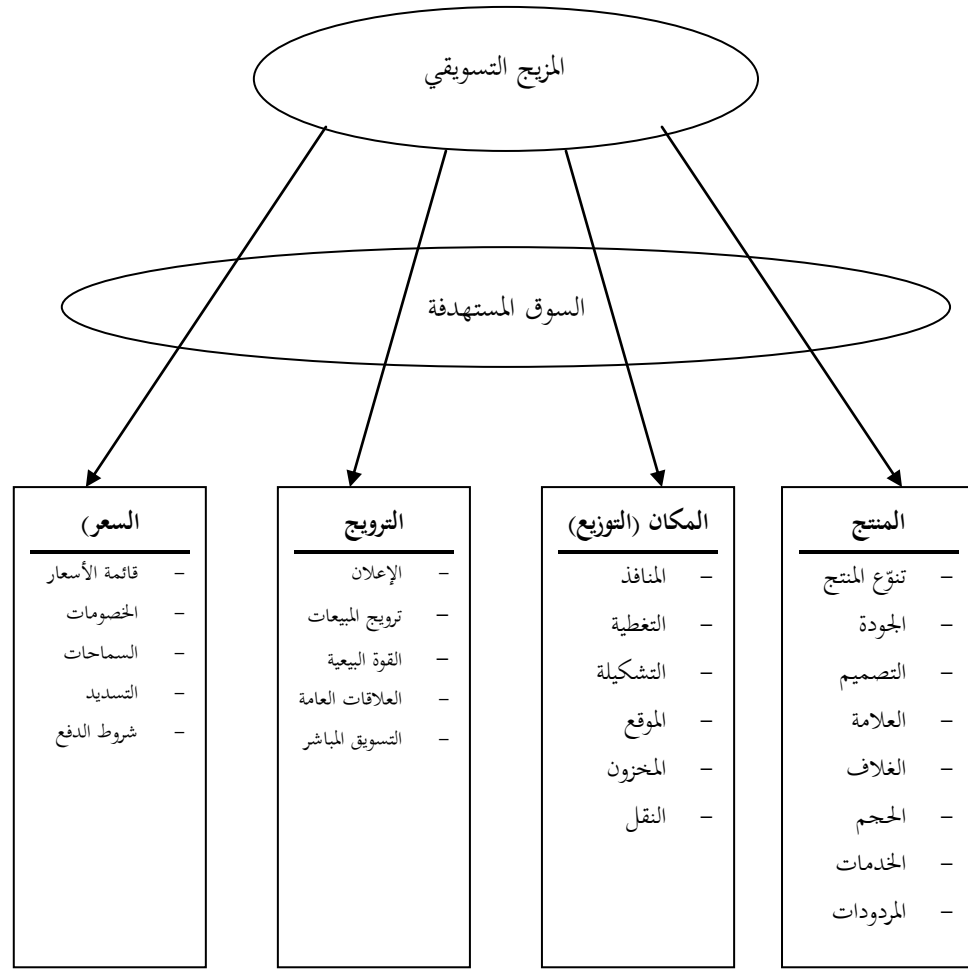 المزيج التسويقي
السوق المستهدفة
المنتج
- تنوّع المنتج
- الجودة
- التصميم
- العلامة
- الغلاف
- الحجم
- الخدمات
- المردودات
المكان (التوزيع)
- المنافذ
- التغطية
- التشكيلة
- الموقع
- المخزون
- النقل
الترويج
- الإعلان
- ترويج المبيعات
- القوة البيعية
- العلاقات العامة
- التسويق المباشر
السعر)
- قائمة الأسعار
- الخصومات
- السماحات
- التسديد
- شروط الدفع